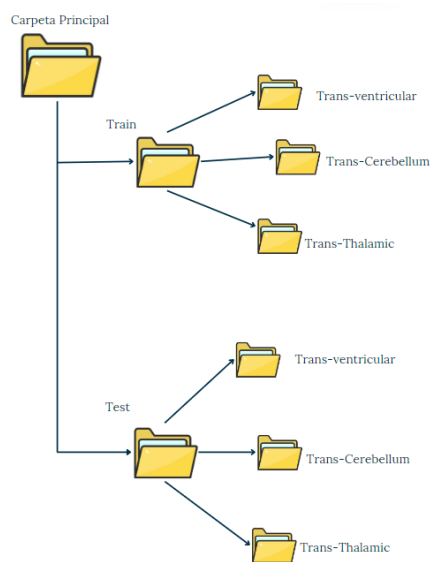 Carpeta Principal
Train
Trans-ventricular
Trans-Cerebellum
Trans-Thalamic
Test
Trans-ventricular
Trans-Cerebellum
Trans-Thalamic